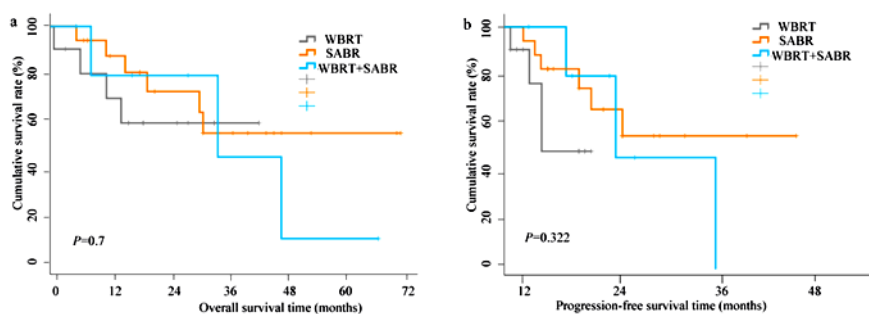 a
WBRT
SABR
WBRT+SABR
Cumulative survival rate (%)
100
80
60
40
20
0
P=0.7
0 12 24 36 48 60 72
Overall survival time (months)
b
WBRT
SABR
WBRT+SABR
Cumulative survival rate (%)
100
80
60
40
20
0
P=0.322
12 24 36 48
Progression-free survival time (months)